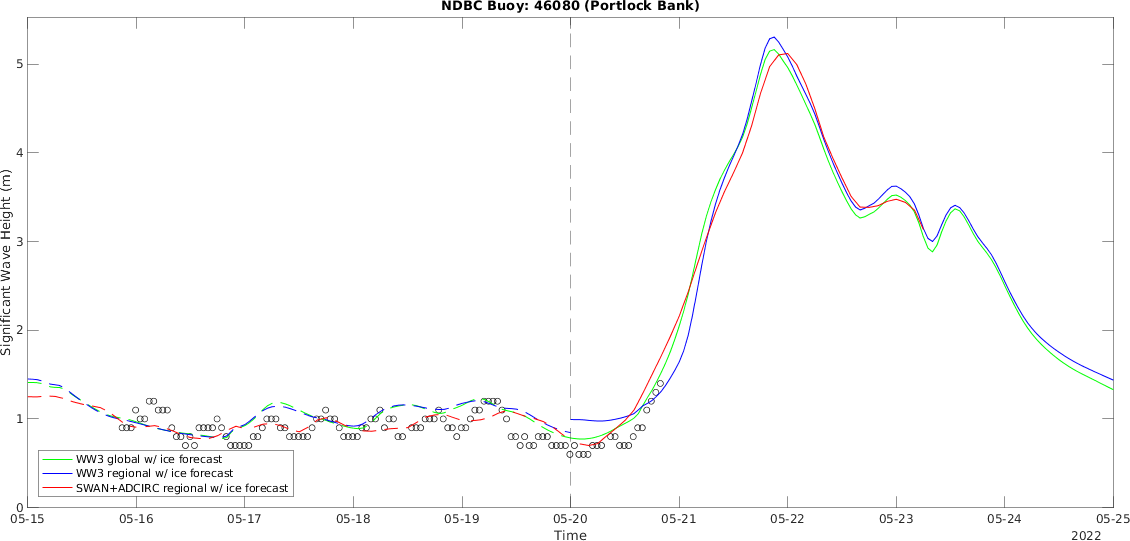 NDBC Buoy: 46080 (Portlock Bank)
Significant Wave Height (m)
5
4
3
2
1
0
WW3 global w/ ice forecast
WW3 regional w/ ice forecast
SWAN+ADCIRC regional w/ ice forecast
05-15 05-16 05-17 05-18 05-19 05-20 05-21 05-22 05-23 05-24 05-25
Time
2022